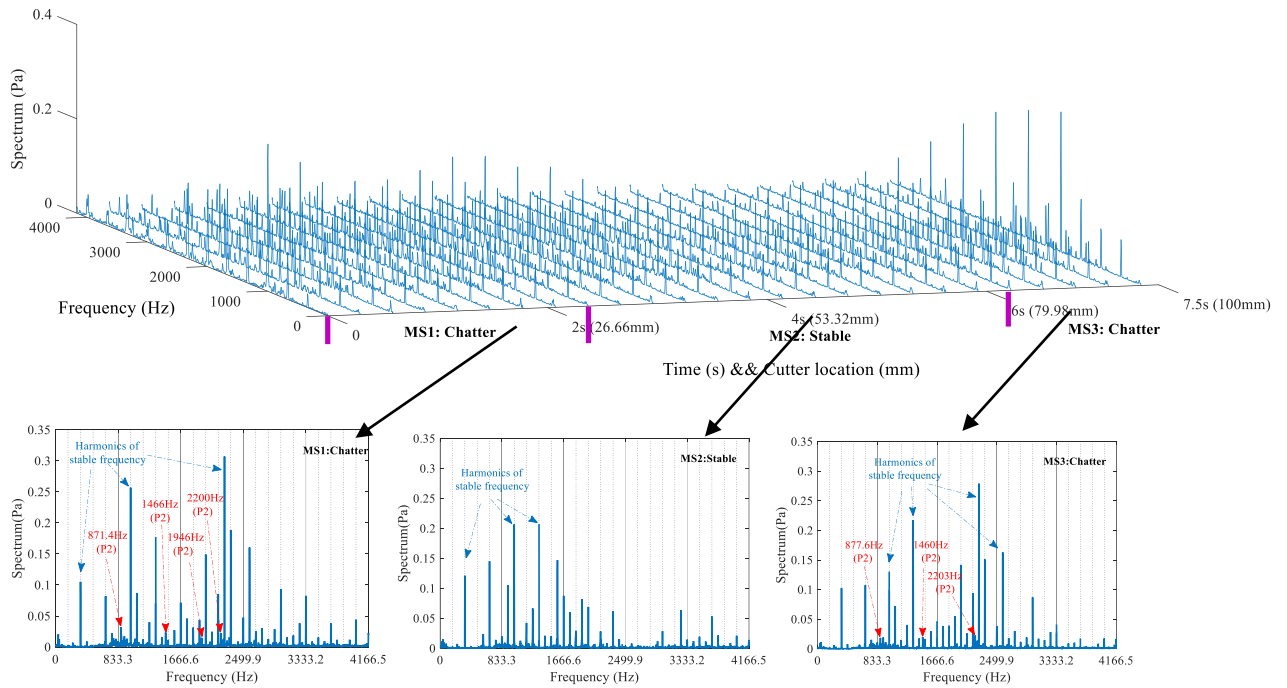 0.4
Spectrum (Pa)
0.2
0
4000
3000
2000
1000
0
Frequency (Hz)
0
2s (26.66mm)
4s (53.32mm)
6s (79.98mm)
7.5s (100mm)
MS1: Chatter
MS2: Stable
MS3: Chatter
Time (s) && Cutter location (mm)
0.35
0.3
0.25
0.2
0.15
0.1
0.05
0
Spectrum(Pa)
Harmonics of
stable frequency
MS1:Chatter
871.4Hz
(P2)
1466Hz
(P2)
1946Hz
(P2)
2200Hz
(P2)
0
833.3
1666.6
2499.9
3333.2
4166.5
Frequency (Hz)
0.35
0.3
0.25
0.2
0.15
0.1
0.05
0
Spectrum(Pa)
Harmonics of
stable frequency
MS2:Stable
0
833.3
1666.6
2499.9
3333.2
4166.5
Frequency (Hz)
0.35
0.3
0.25
0.2
0.15
0.1
0.05
0
Spectrum(Pa)
Harmonics of
stable frequency
MS3:Chatter
877.6Hz
(P2)
1460Hz
(P2)
2203Hz
(P2)
0
833.3
1666.6
2499.9
3333.2
4166.5
Frequency (Hz)